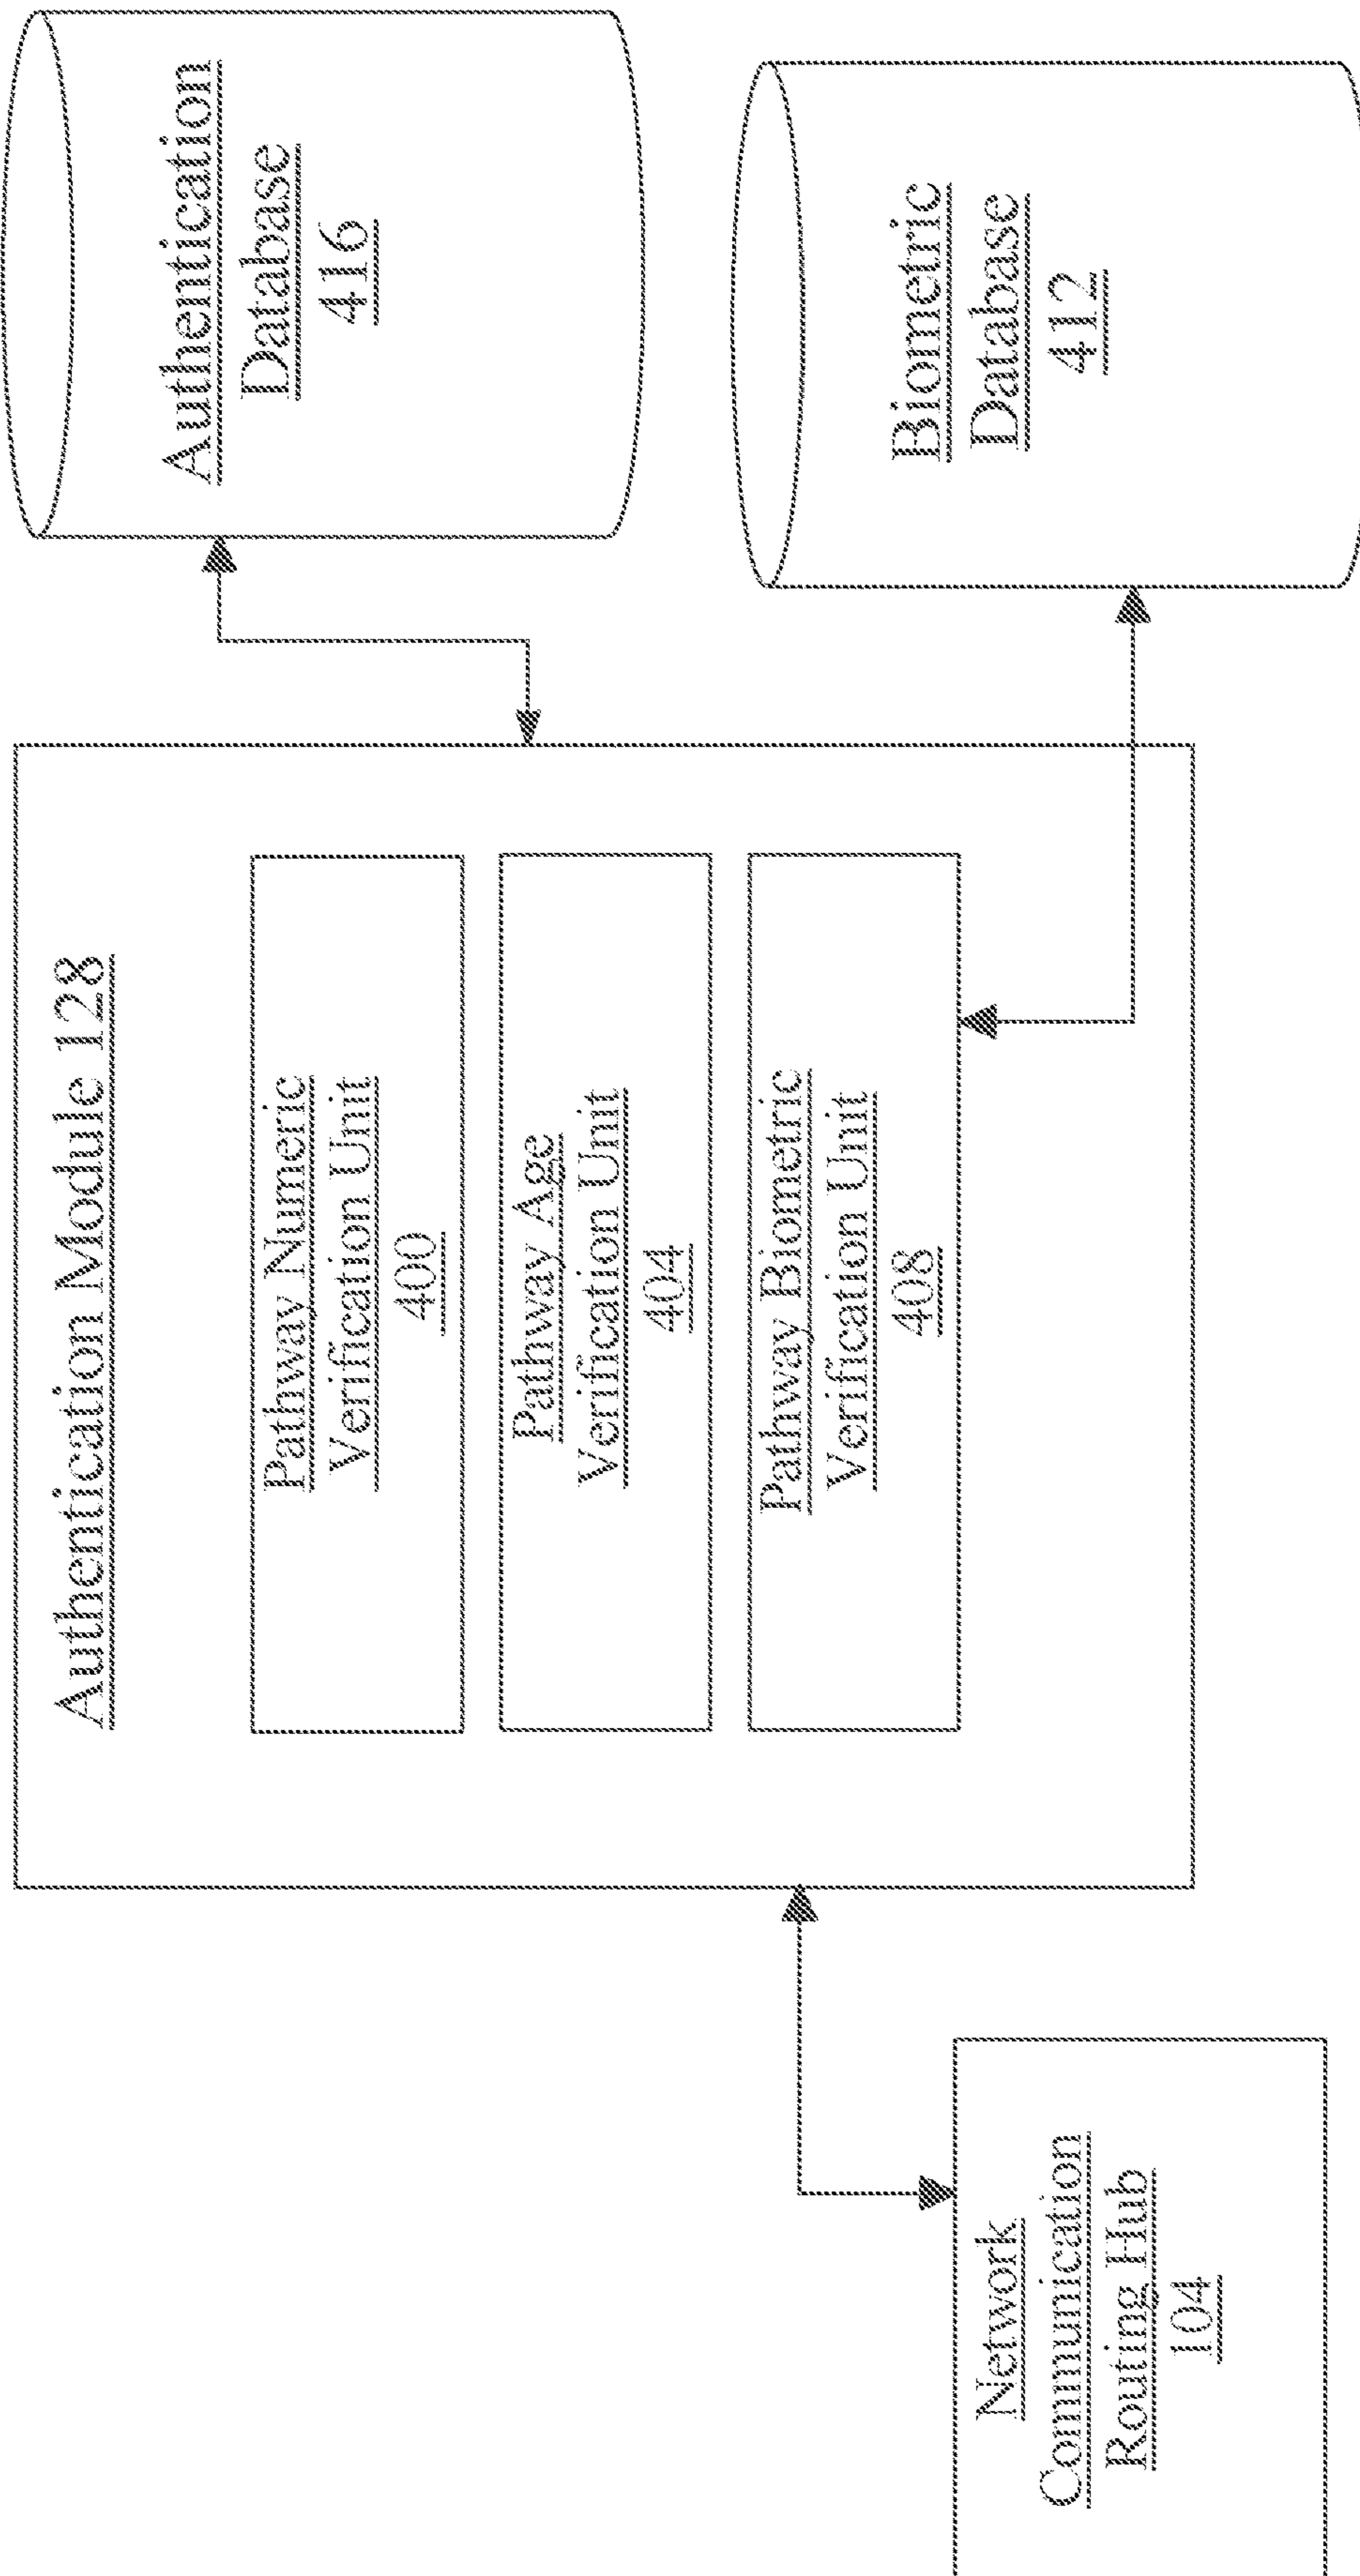 Authentication Module 128
Pathway Numeric
Verification Unit
400
Pathway Age
Verification Unit
404
Pathway Biometric
Verification Unit
408
Authentication
Database
416
Biometric
Database
412
Network
Communication
Routing Hub
104